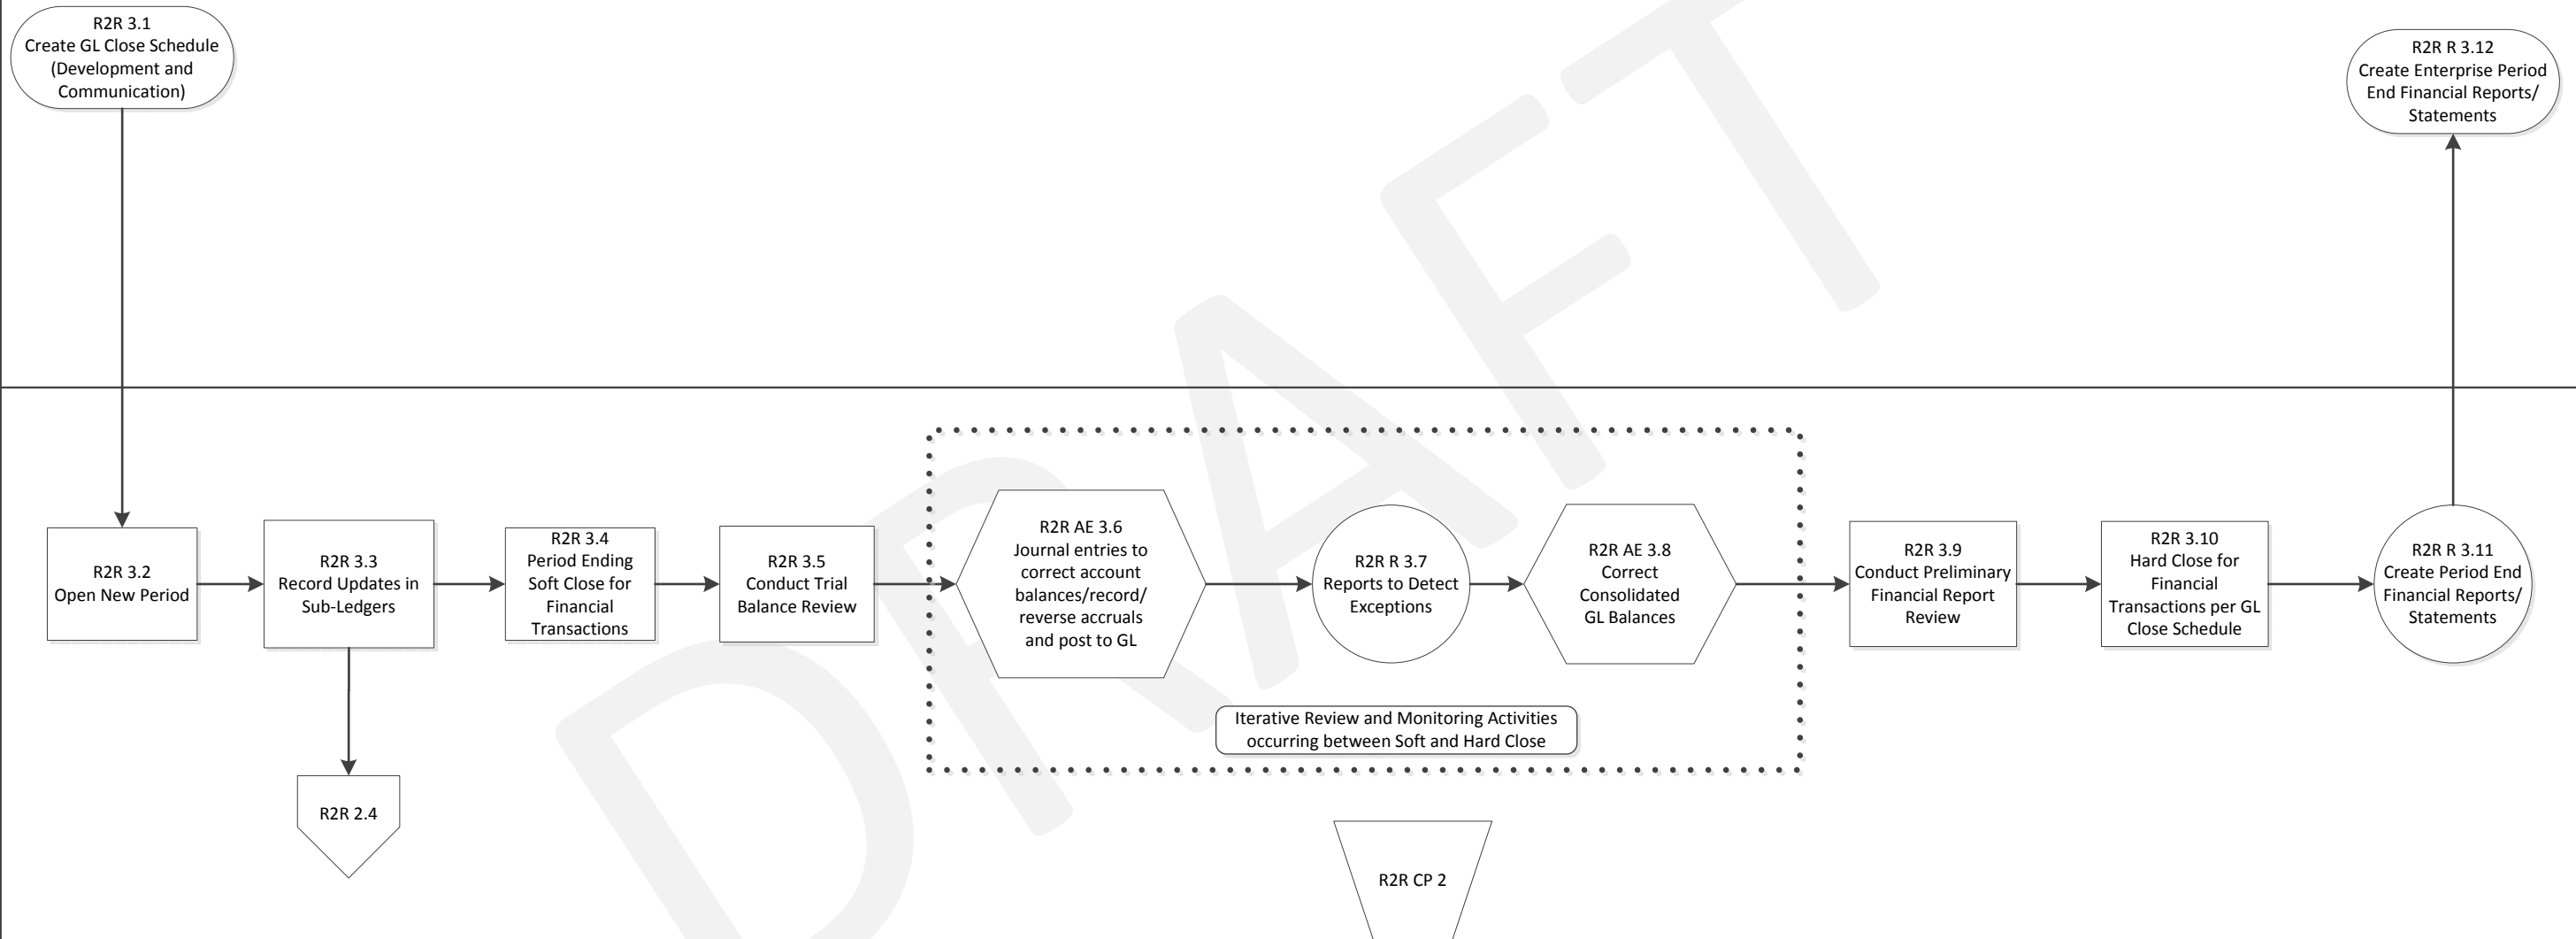 R2R 3.1
Create GL Close Schedule
(Development and
Communication)
R2R R 3.12
Create Enterprise Period
End Financial Reports/
Statements
R2R 3.2
Open New Period
R2R 3.3
Record Updates in
Sub-Ledgers
R2R 3.4
Period Ending
Soft Close for
Financial
Transactions
R2R 3.5
Conduct Trial
Balance Review
R2R AE 3.6
Journal entries to
correct account
balances/record/
reverse accruals
and post to GL
R2R R 3.7
Reports to Detect
Exceptions
R2R AE 3.8
Correct
Consolidated
GL Balances
R2R 3.9
Conduct Preliminary
Financial Report
Review
R2R 3.10
Hard Close for
Financial
Transactions per GL
Close Schedule
R2R R 3.11
Create Period End
Financial Reports/
Statements
Iterative Review and Monitoring Activities
occurring between Soft and Hard Close
R2R 2.4
R2R CP 2
DRAFT